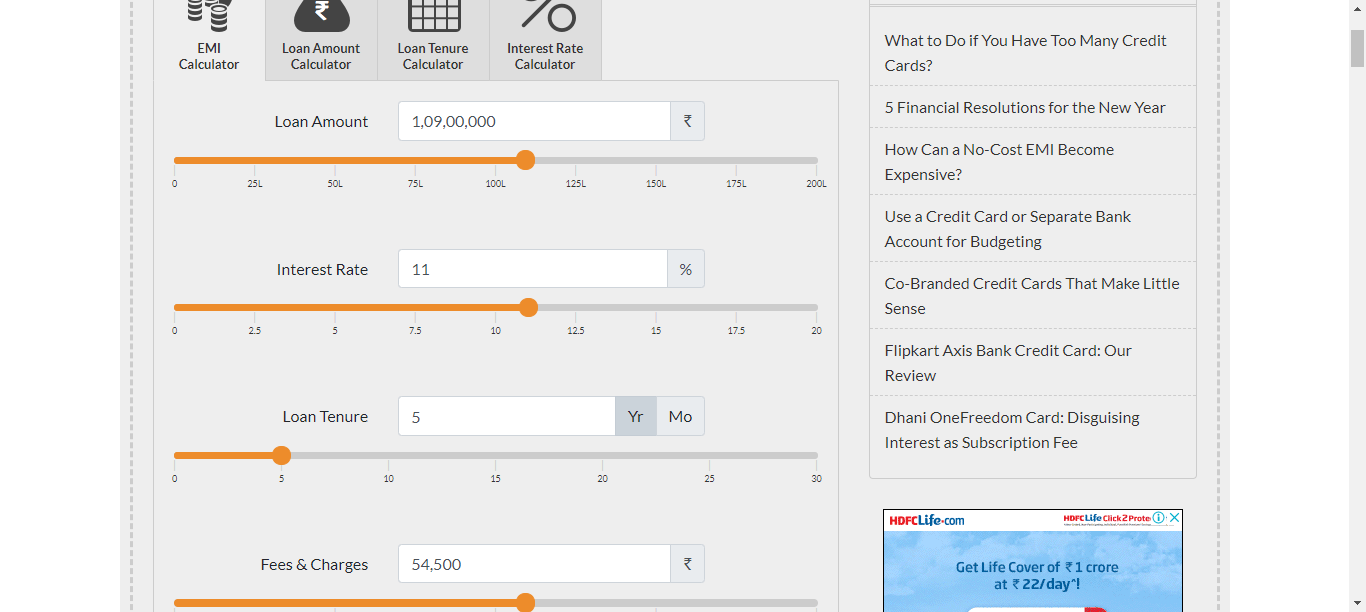 EMI
Calculator
Loan Amount
Calculator
Loan Tenure
Calculator
Interest Rate
Calculator
Loan Amount
1,09,00,000
₹
0 25L 50L 75L 100L 125L 150L 175L 200L
Interest Rate
11
%
0 2.5 5 7.5 10 12.5 15 17.5 20
Loan Tenure
5
Yr
Mo
0 5 10 15 20 25 30
Fees & Charges
54,500
₹
What to Do if You Have Too Many Credit
Cards?
5 Financial Resolutions for the New Year
How Can a No-Cost EMI Become
Expensive?
Use a Credit Card or Separate Bank
Account for Budgeting
Co-Branded Credit Cards That Make Little
Sense
Flipkart Axis Bank Credit Card: Our
Review
Dhani OneFreedom Card: Disguising
Interest as Subscription Fee
HDFCLife.com
HDFC Life Click2Prote
Get Life Cover of ₹1 crore
at ₹22/day^!